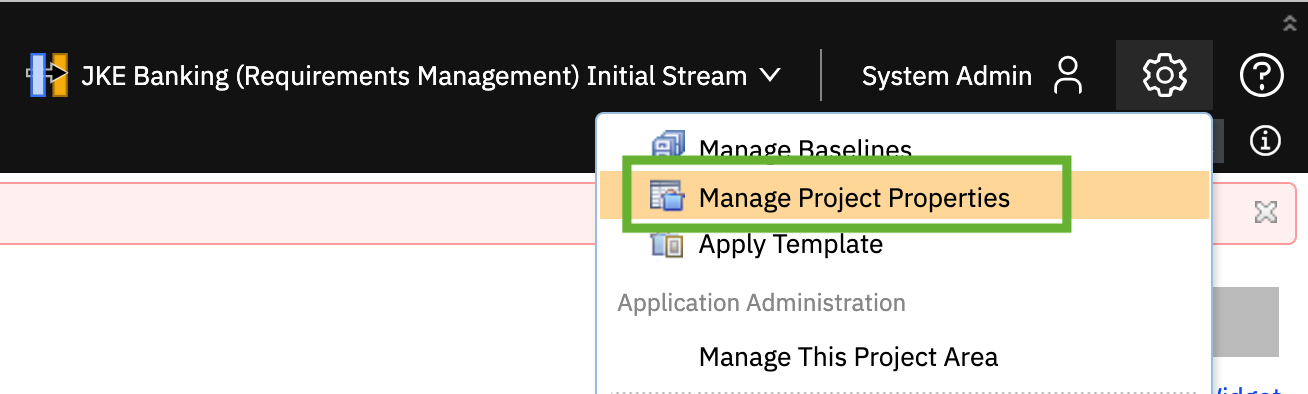 JKE Banking (Requirements Management) Initial Stream
System Admin
Manage Baselines
Manage Project Properties
Apply Template
Application Administration
Manage This Project Area